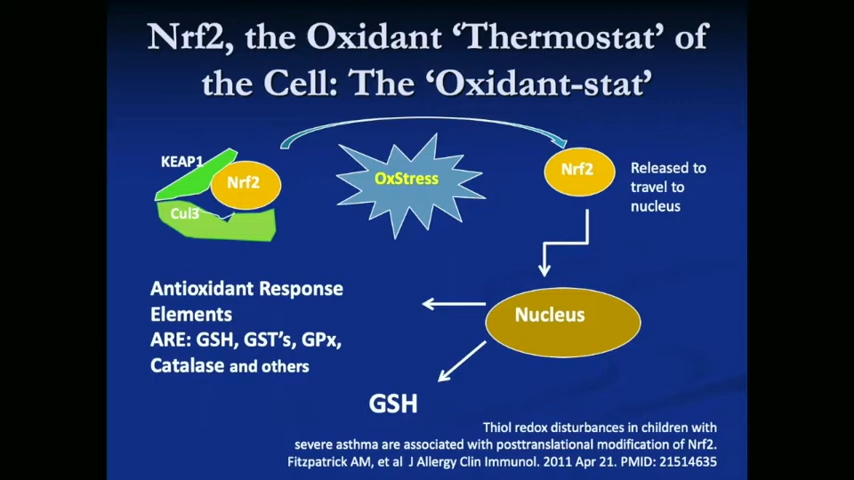 Nrf2, the Oxidant ‘Thermostat’ of
the Cell: The ‘Oxidant-stat’
KEAP1
Nrf2
Cul3
OxStress
Nrf2
Released to
travel to
nucleus
Antioxidant Response
Elements
ARE: GSH, GST’s, GPx,
Catalase and others
Nucleus
GSH
Thiol redox disturbances in children with
severe asthma are associated with posttranslational modification of Nrf2.
Fitzpatrick AM, et al J Allergy Clin Immunol. 2011 Apr 21. PMID: 21514635